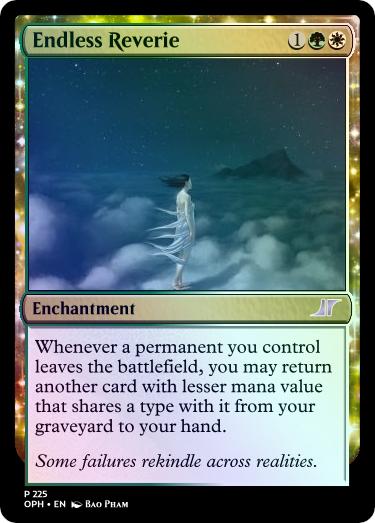 Endless Reverie 1
Enchantment
Whenever a permanent you control
leaves the battlefield, you may return
another card with lesser mana value
that shares a type with it from your
graveyard to your hand.
Some failures rekindle across realities.
P 225
OPH • EN Bao Pham